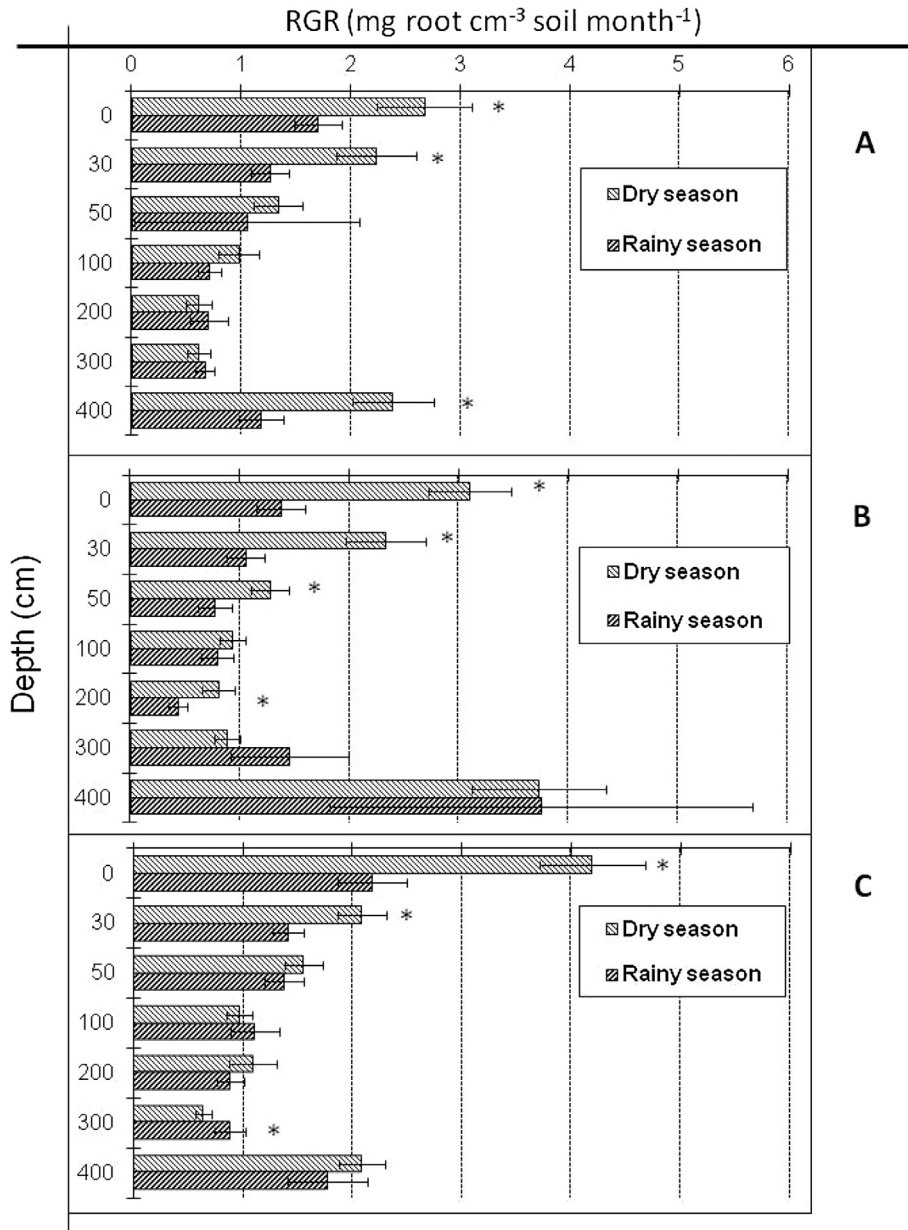 RGR (mg root cm⁻³ soil month⁻¹)
0 1 2 3 4 5 6
A
0 *
30 *
50
100
200
300
400 *
Dry season
Rainy season
Depth (cm)
B
0 *
30 *
50 *
100
200 *
300
400
Dry season
Rainy season
C
0 *
30 *
50
100
200
300 *
400
Dry season
Rainy season